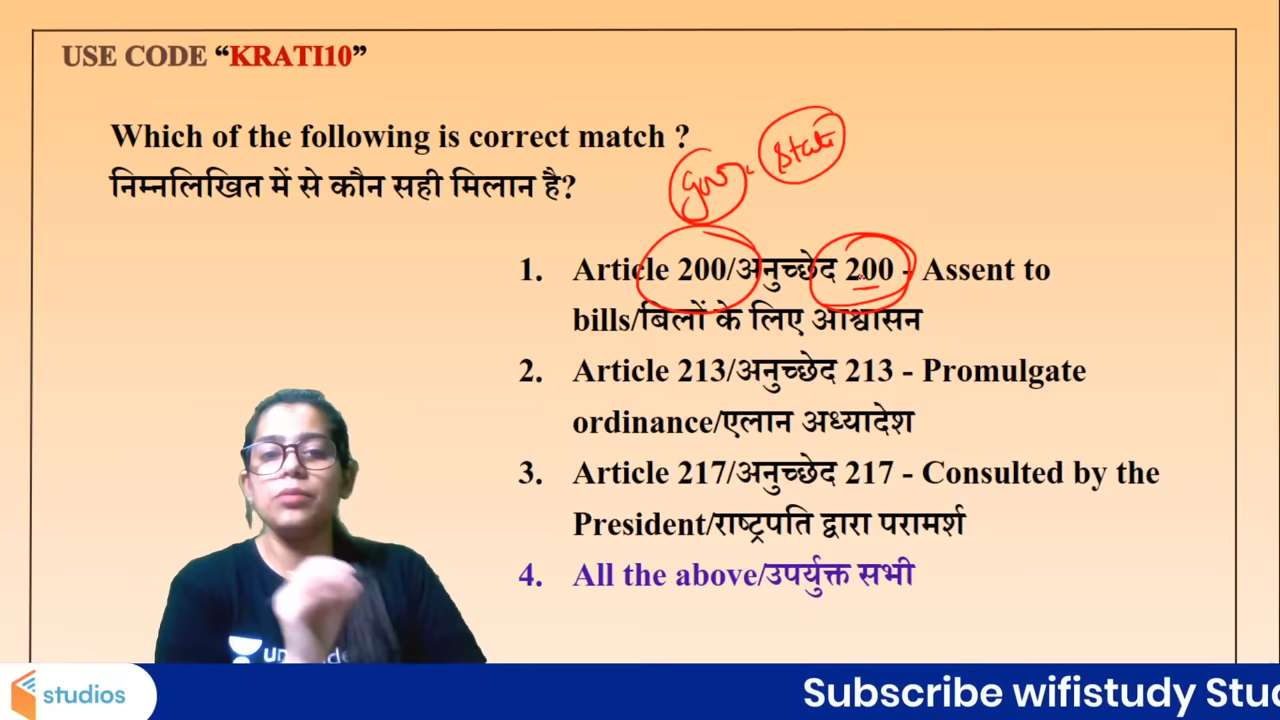 USE CODE “KRATI10”
Which of the following is correct match ?
निम्नलिखित में से कौन सही मिलान है?
Gov. State
1. Article 200/अनुच्छेद 200 - Assent to
bills/बिलों के लिए आश्वासन
2. Article 213/अनुच्छेद 213 - Promulgate
ordinance/एलान अध्यादेश
3. Article 217/अनुच्छेद 217 - Consulted by the
President/राष्ट्रपति द्वारा परामर्श
4. All the above/उपर्युक्त सभी
studios
Subscribe wifistudy Stu